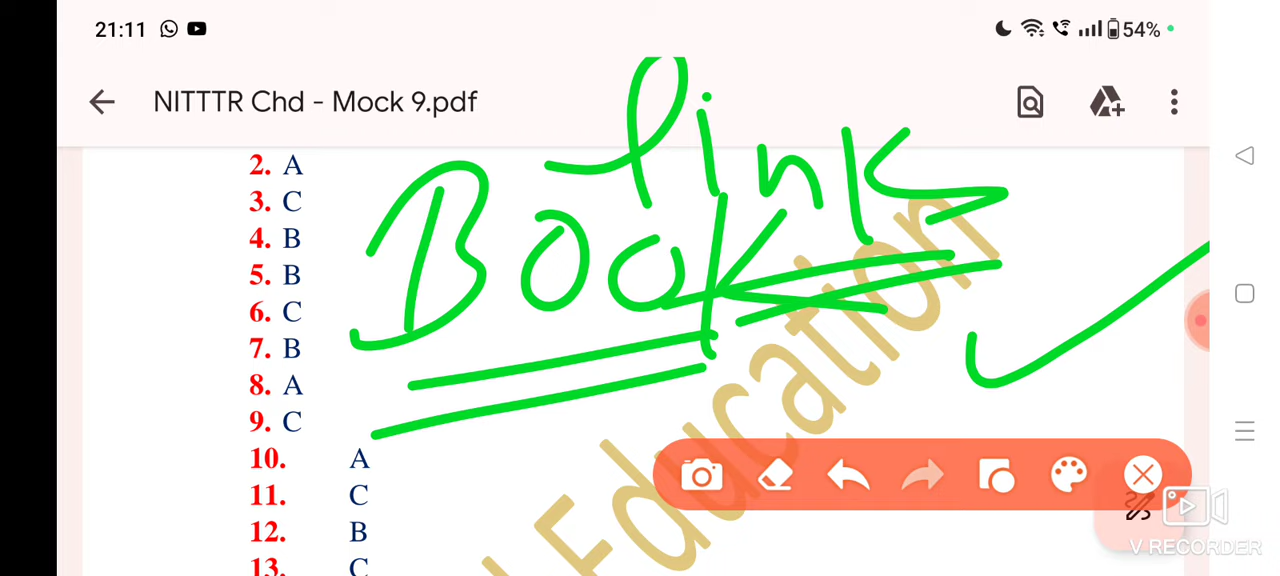 21:11 54%
NITTTR Chd - Mock 9.pdf
link
Book
2. A
3. C
4. B
5. B
6. C
7. B
8. A
9. C
10. A
11. C
12. B
13. C
Education
V RECORDER